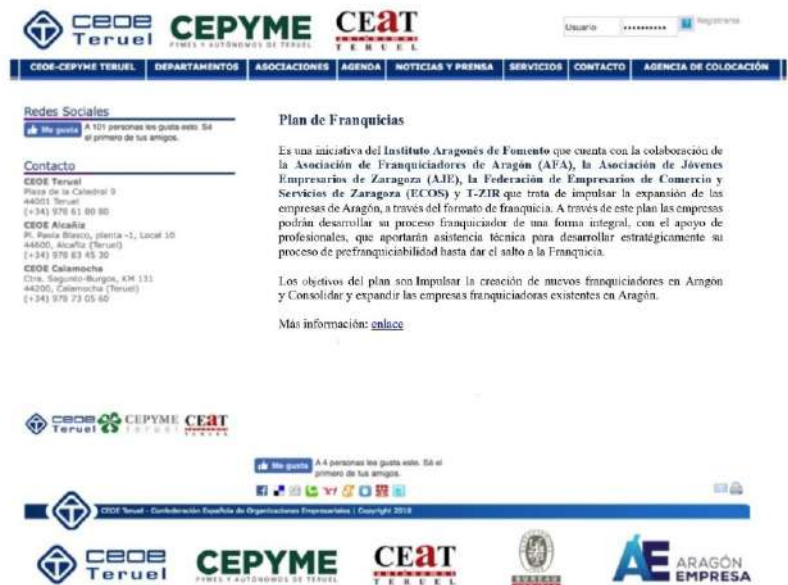 ceoe Teruel
CEPYME
PYMES Y AUTÓNOMOS DE TERUEL
CEAT
TERUEL
Usuario
Registrarse
CEOE-CEPYME TERUEL DEPARTAMENTOS ASOCIACIONES AGENDA NOTICIAS Y PRENSA SERVICIOS CONTACTO AGENCIA DE COLOCACIÓN
Redes Sociales
Me gusta A 101 personas les gusta esto. Sé
el primero de tus amigos.
Contacto
CEOE Teruel
Plaza de la Catedral 9
44001 Teruel
(+34) 978 61 80 80
CEOE Alcañiz
Pl. Paola Blasco, planta -1, Local 10
44600, Alcañiz (Teruel)
(+34) 978 83 45 30
CEOE Calamocha
Ctra. Sagunto-Burgos, KM 131
44200, Calamocha (Teruel)
(+34) 978 73 05 60
Plan de Franquicias
Es una iniciativa del Instituto Aragonés de Fomento que cuenta con la colaboración de
la Asociación de Franquiciadores de Aragón (AFA), la Asociación de Jóvenes
Empresarios de Zaragoza (AJE), la Federación de Empresarios de Comercio y
Servicios de Zaragoza (ECOS) y T-ZIR que trata de impulsar la expansión de las
empresas de Aragón, a través del formato de franquicia. A través de este plan las empresas
podrán desarrollar su proceso franquiciador de una forma integral, con el apoyo de
profesionales, que aportarán asistencia técnica para desarrollar estratégicamente su
proceso de prefranquiciabilidad hasta dar el salto a la Franquicia.
Los objetivos del plan son Impulsar la creación de nuevos franquiciadores en Aragón
y Consolidar y expandir las empresas franquiciadoras existentes en Aragón.
Más información: enlace
ceoe Teruel
CEPYME
teruel
CEAT
TERUEL
Me gusta A 4 personas les gusta esto. Sé el
primero de tus amigos.
CEOE Teruel - Confederación Española de Organizaciones Empresariales | Copyright 2018
ceoe Teruel
CEPYME
PYMES Y AUTÓNOMOS DE TERUEL
CEAT
TERUEL
BUREAU
ÁE ARAGÓN
EMPRESA